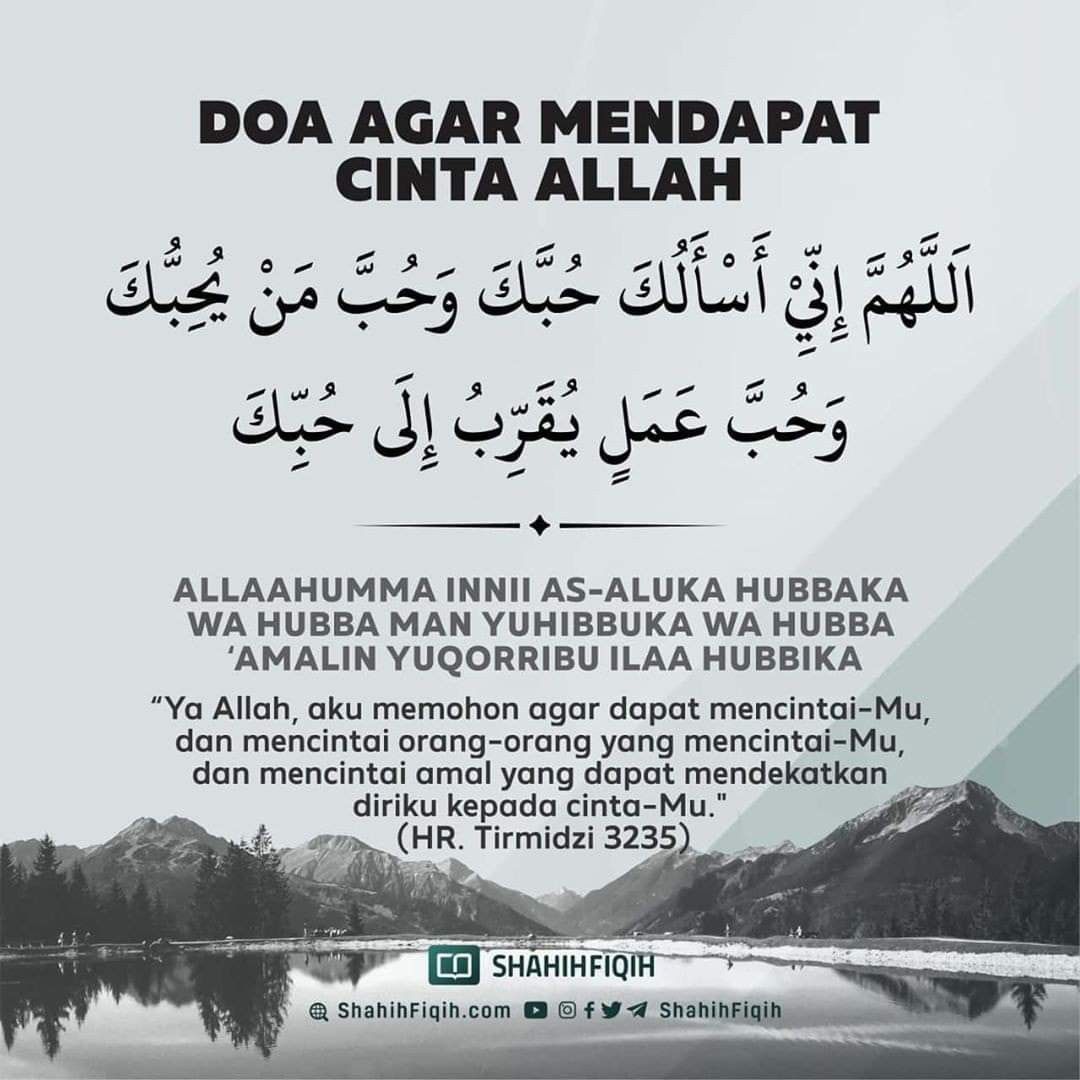 DOA AGAR MENDAPAT
CINTA ALLAH
اَللَّهُمَّ إِنِّيْ أَسْأَلُكَ حُبَّكَ وَحُبَّ مَنْ يُحِبُّكَ
وَحُبَّ عَمَلٍ يُقَرِّبُ إِلَى حُبِّكَ
ALLAAHUMMA INNII AS-ALUKA HUBBAKA
WA HUBBA MAN YUHIBBUKA WA HUBBA
‘AMALIN YUQORRIBU ILAA HUBBIKA
“Ya Allah, aku memohon agar dapat mencintai-Mu,
dan mencintai orang-orang yang mencintai-Mu,
dan mencintai amal yang dapat mendekatkan
diriku kepada cinta-Mu."
(HR. Tirmidzi 3235)
SHAHIHFIQIH
ShahihFiqih.com ShahihFiqih